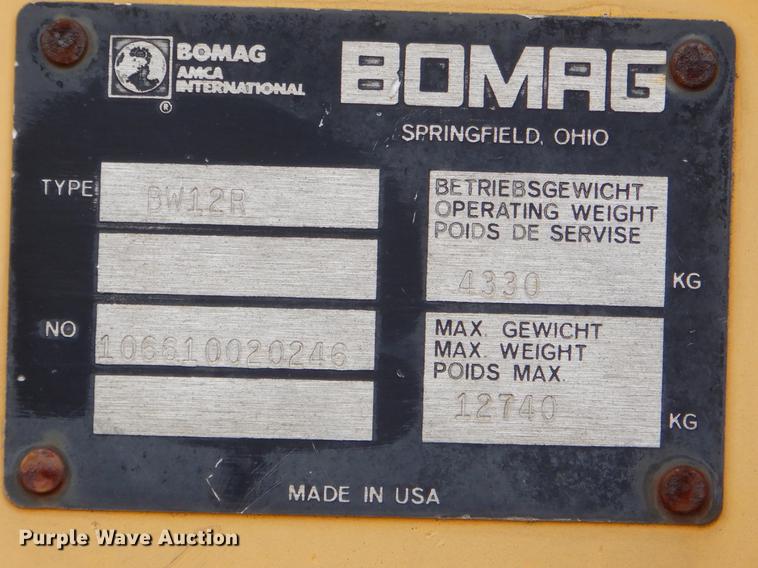 BOMAG
AMCA
INTERNATIONAL
®
BOMAG
SPRINGFIELD, OHIO
TYPE BW12R
BETRIEBSGEWICHT
OPERATING WEIGHT
POIDS DE SERVISE
4330 KG
NO 106610020246
MAX. GEWICHT
MAX. WEIGHT
POIDS MAX.
12740 KG
MADE IN USA
Purple Wave Auction